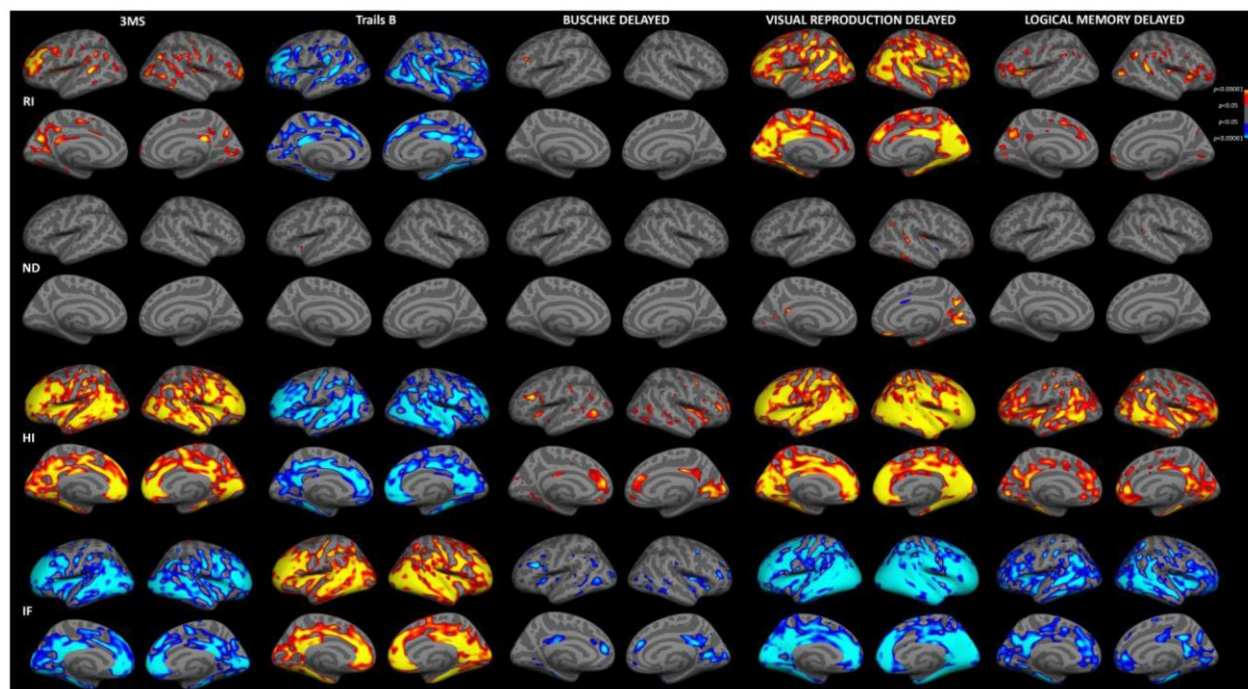 3MS Trails B BUSCHKE DELAYED VISUAL REPRODUCTION DELAYED LOGICAL MEMORY DELAYED
RI
p<0.00001
p<0.05
p<0.05
p<0.00001
ND
HI
IF